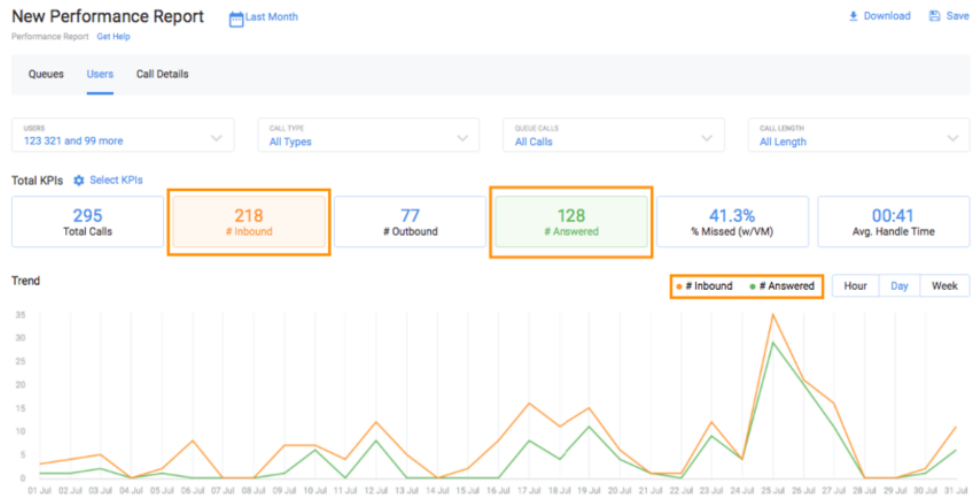 New Performance Report Last Month Download Save
Performance Report Get Help
Queues Users Call Details
USERS CALL TYPE QUEUE CALLS CALL LENGTH
123 321 and 99 more All Types All Calls All Length
Total KPIs Select KPIs
295 218 77 128 41.3% 00:41
Total Calls # Inbound # Outbound # Answered % Missed (w/VM) Avg. Handle Time
Trend # Inbound # Answered Hour Day Week
35
30
25
20
15
10
5
0
01 Jul 02 Jul 03 Jul 04 Jul 05 Jul 06 Jul 07 Jul 08 Jul 09 Jul 10 Jul 11 Jul 12 Jul 13 Jul 14 Jul 15 Jul 16 Jul 17 Jul 18 Jul 19 Jul 20 Jul 21 Jul 22 Jul 23 Jul 24 Jul 25 Jul 26 Jul 27 Jul 28 Jul 29 Jul 30 Jul 31 Jul